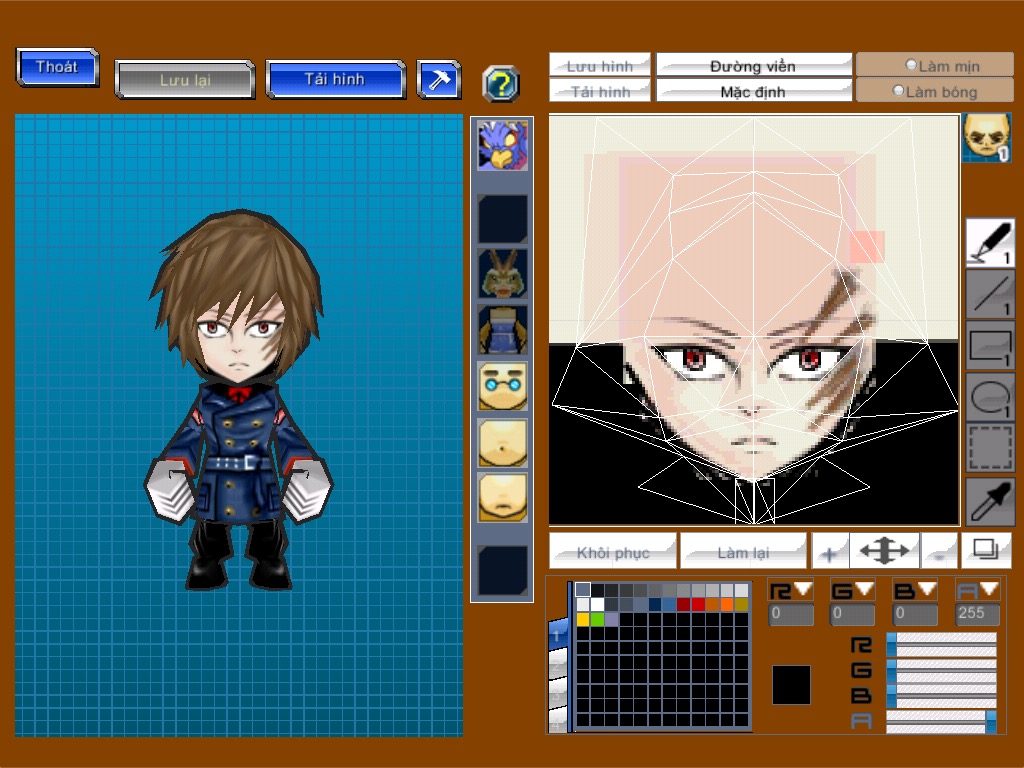 Thoát
Lưu lại
Tải hình
?
Lưu hình
Đường viền
Làm mịn
Tải hình
Mặc định
Làm bóng
1
1
1
1
1
Khôi phục
Làm lại
+
-
R G B A
0 0 0 255
1
R
G
B
A